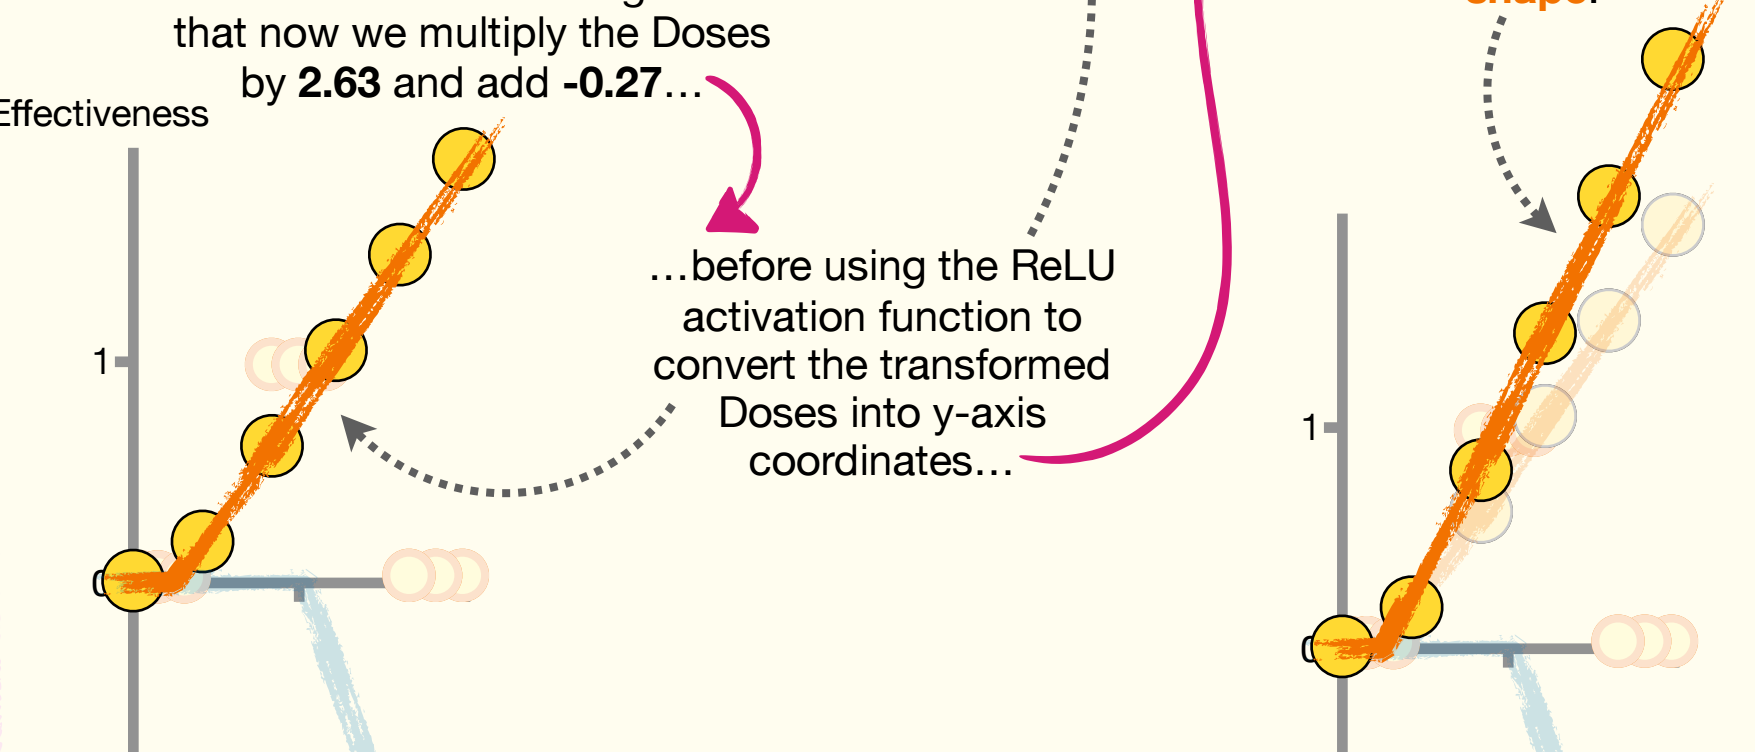 that now we multiply the Doses
by 2.63 and add -0.27…
Effectiveness
…before using the ReLU
activation function to
convert the transformed
Doses into y-axis
coordinates…
1
0
shape.
1
0